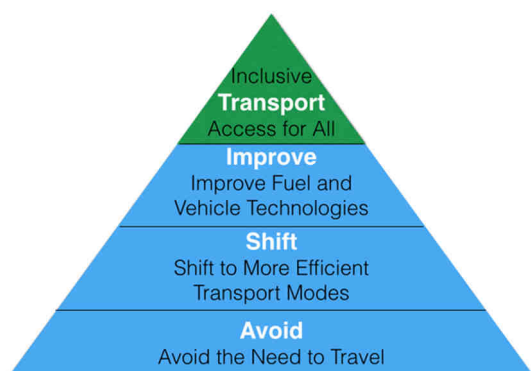 Inclusive
Transport
Access for All
Improve
Improve Fuel and
Vehicle Technologies
Shift
Shift to More Efficient
Transport Modes
Avoid
Avoid the Need to Travel